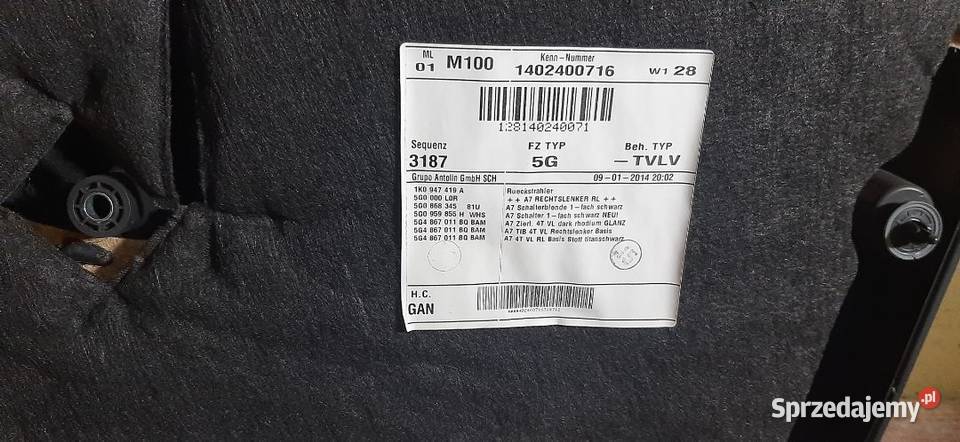 ML
01 M100
Kenn-Nummer
1402400716
W1 28
128140240071
Sequenz
3187
FZ TYP
5G
Beh. TYP
-TVLV
Grupo Antolin GmbH SCH
09-01-2014 20:02
1K0 947 419 A Rueckstrahler
5G0 000 LOR + + A7 RECHTSLENKER RL + +
5G0 868 345 81U A7 Schalterblende 1-fach schwarz
5G0 959 855 H WHS A7 Schalter 1-fach schwarz NEU!
5G4 867 011 BQ BAM A7 Zierl. 4T VL dark rhodium GLANZ
5G4 867 011 BQ BAM A7 TIB 4T VL Rechtslenker Basis
5G4 867 011 BQ BAM A7 4T VL RL Basis Stoff titanschwarz
H.C.
GAN
Sprzedajemy.pl